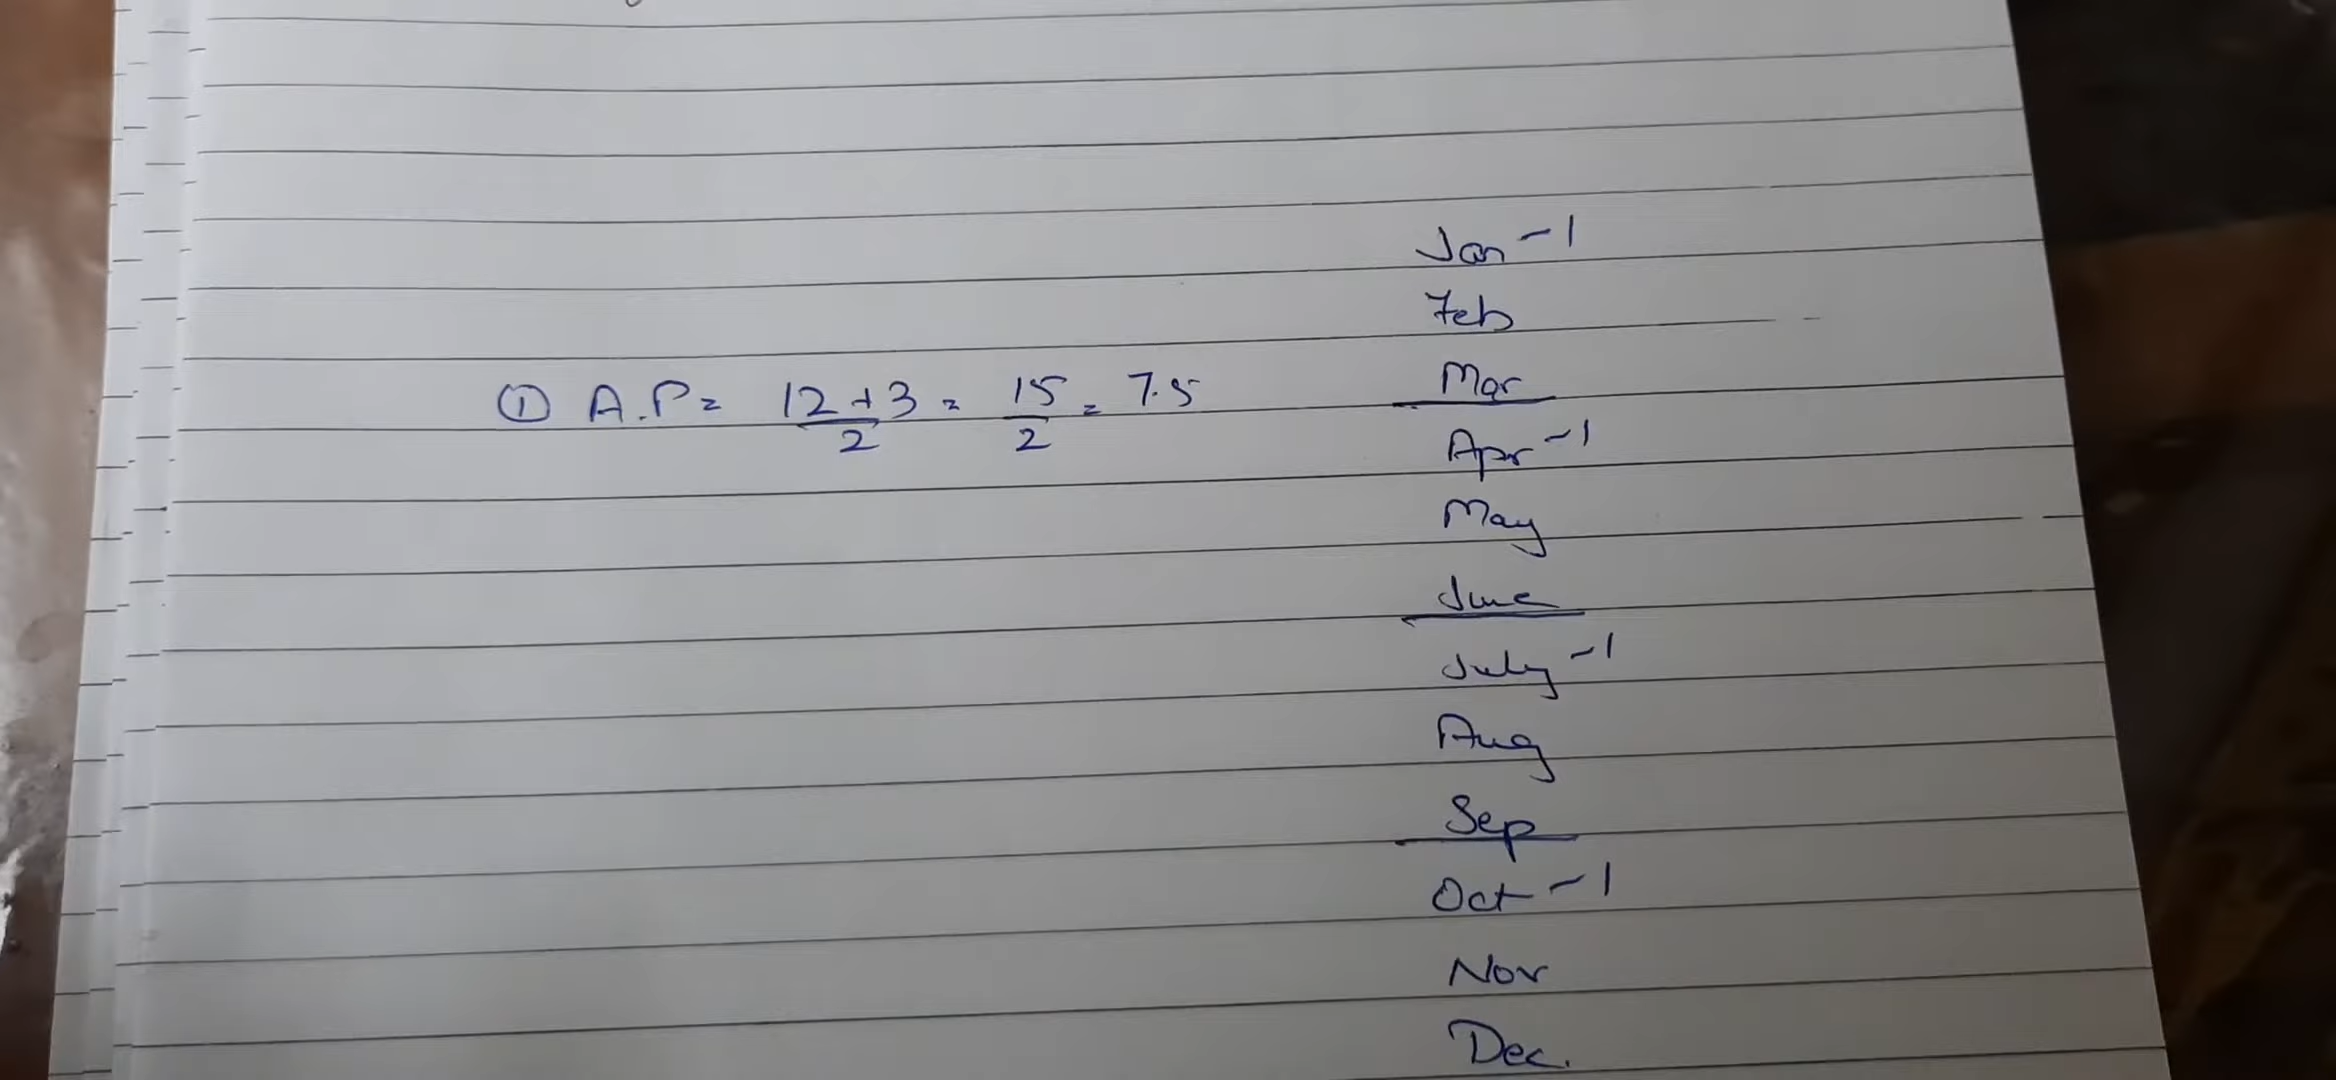 Jan -1
Feb
Mar
① A.P = 12+3/2 = 15/2 = 7.5
Apr -1
May
June
July -1
Aug
Sep
Oct -1
Nov
Dec.